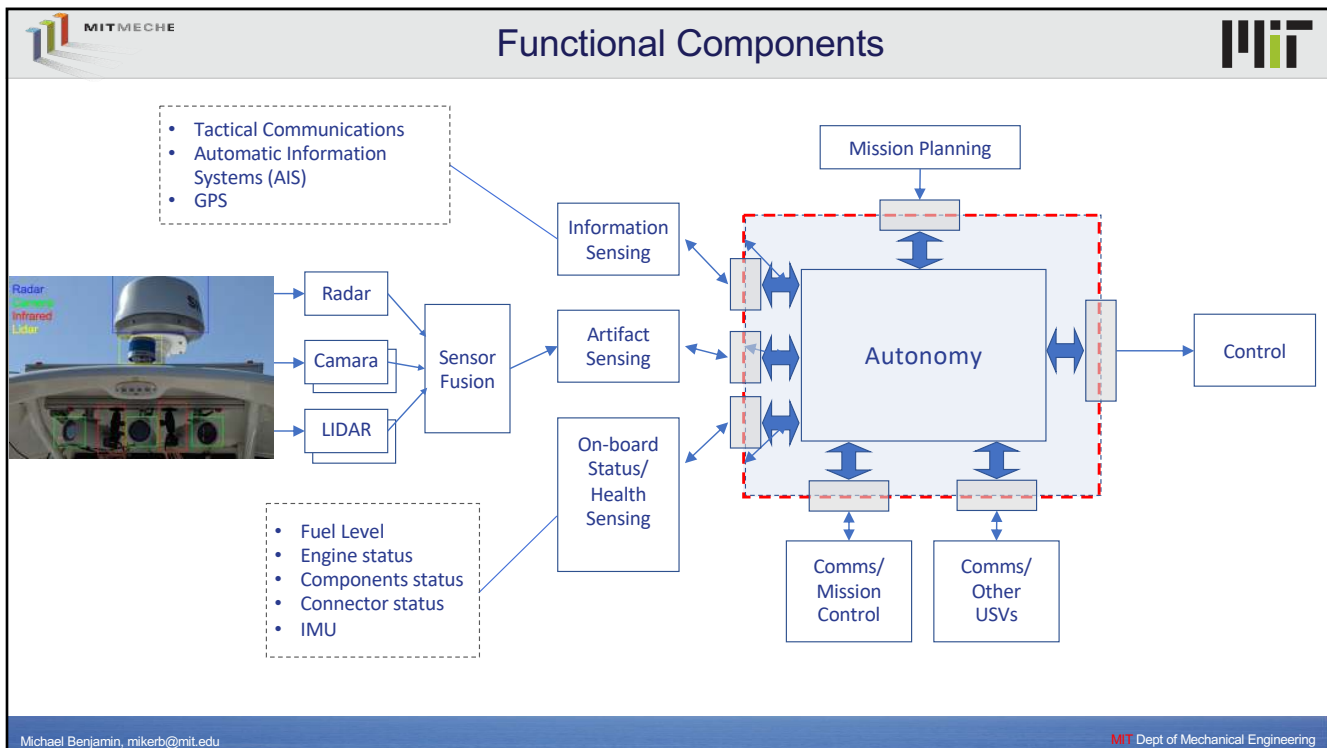 MITMECHE
Functional Components
MIT
• Tactical Communications
• Automatic Information
Systems (AIS)
• GPS
Mission Planning
Information
Sensing
Radar
Camera
Infrared
Lidar
Radar
Camara
LIDAR
Sensor
Fusion
Artifact
Sensing
Autonomy
Control
On-board
Status/
Health
Sensing
• Fuel Level
• Engine status
• Components status
• Connector status
• IMU
Comms/
Mission
Control
Comms/
Other
USVs
Michael Benjamin, mikerb@mit.edu
MIT Dept of Mechanical Engineering